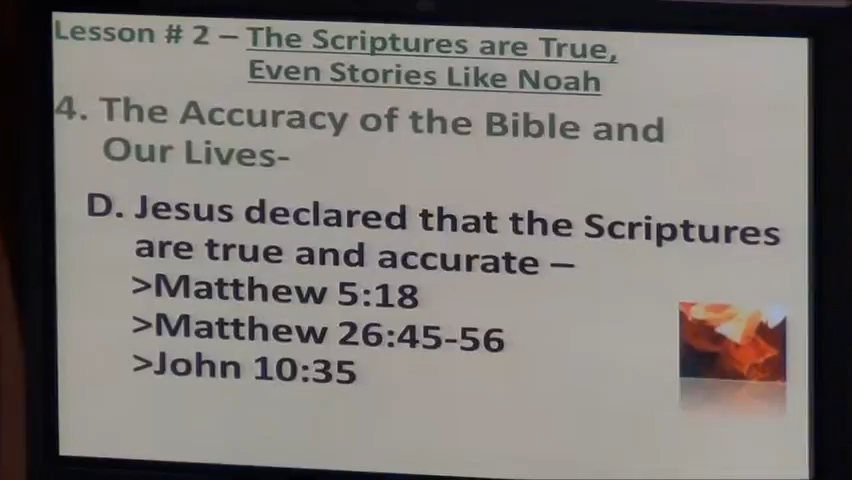 Lesson # 2 – The Scriptures are True,
Even Stories Like Noah
4. The Accuracy of the Bible and
Our Lives-
D. Jesus declared that the Scriptures
are true and accurate –
>Matthew 5:18
>Matthew 26:45-56
>John 10:35